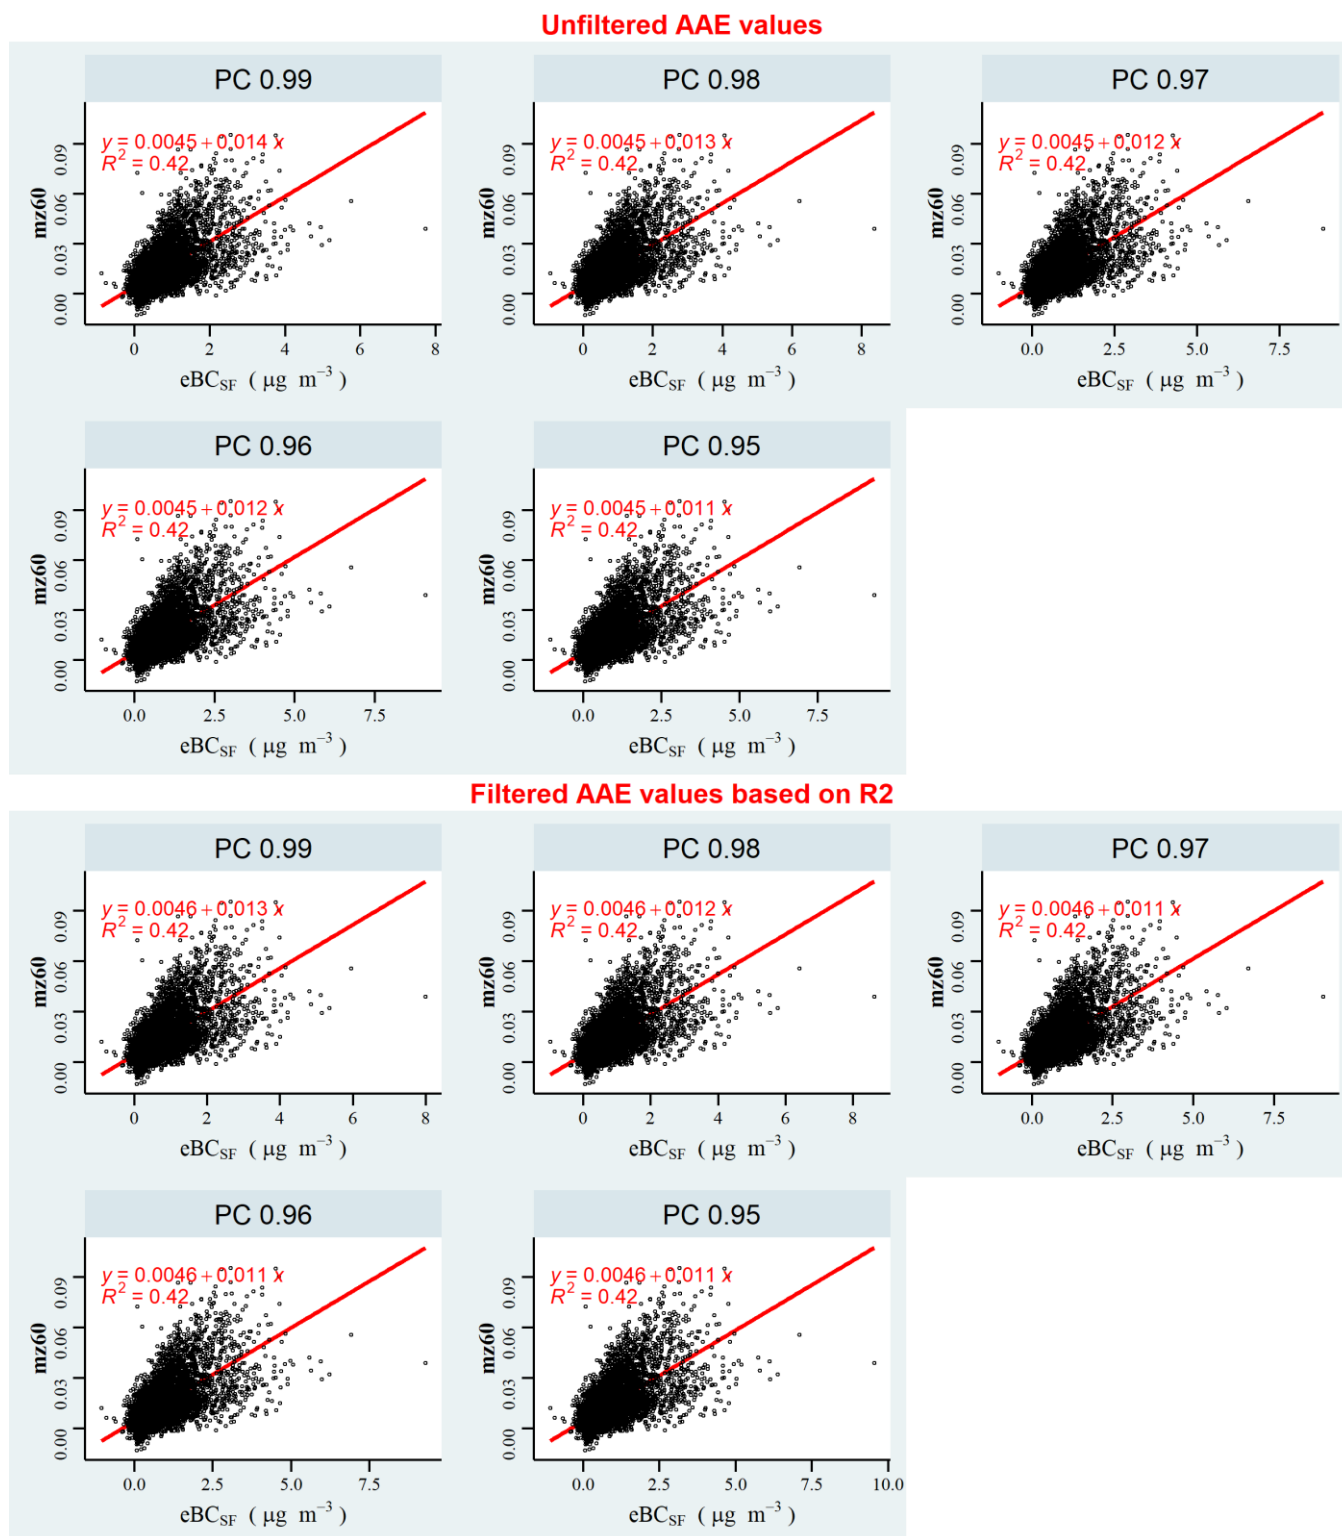 Unfiltered AAE values
PC 0.99 PC 0.98 PC 0.97
y = 0.0045 + 0.014 x
R² = 0.42
mz60
0.00 0.03 0.06 0.09
0 2 4 6 8
eBC_SF ( μg m⁻³ )
y = 0.0045 + 0.013 x
R² = 0.42
mz60
0.00 0.03 0.06 0.09
0 2 4 6 8
eBC_SF ( μg m⁻³ )
y = 0.0045 + 0.012 x
R² = 0.42
mz60
0.00 0.03 0.06 0.09
0.0 2.5 5.0 7.5
eBC_SF ( μg m⁻³ )
PC 0.96 PC 0.95
y = 0.0045 + 0.012 x
R² = 0.42
mz60
0.00 0.03 0.06 0.09
0.0 2.5 5.0 7.5
eBC_SF ( μg m⁻³ )
y = 0.0045 + 0.011 x
R² = 0.42
mz60
0.00 0.03 0.06 0.09
0.0 2.5 5.0 7.5
eBC_SF ( μg m⁻³ )
Filtered AAE values based on R2
PC 0.99 PC 0.98 PC 0.97
y = 0.0046 + 0.013 x
R² = 0.42
mz60
0.00 0.03 0.06 0.09
0 2 4 6 8
eBC_SF ( μg m⁻³ )
y = 0.0046 + 0.012 x
R² = 0.42
mz60
0.00 0.03 0.06 0.09
0 2 4 6 8
eBC_SF ( μg m⁻³ )
y = 0.0046 + 0.011 x
R² = 0.42
mz60
0.00 0.03 0.06 0.09
0.0 2.5 5.0 7.5
eBC_SF ( μg m⁻³ )
PC 0.96 PC 0.95
y = 0.0046 + 0.011 x
R² = 0.42
mz60
0.00 0.03 0.06 0.09
0.0 2.5 5.0 7.5
eBC_SF ( μg m⁻³ )
y = 0.0046 + 0.011 x
R² = 0.42
mz60
0.00 0.03 0.06 0.09
0.0 2.5 5.0 7.5 10.0
eBC_SF ( μg m⁻³ )